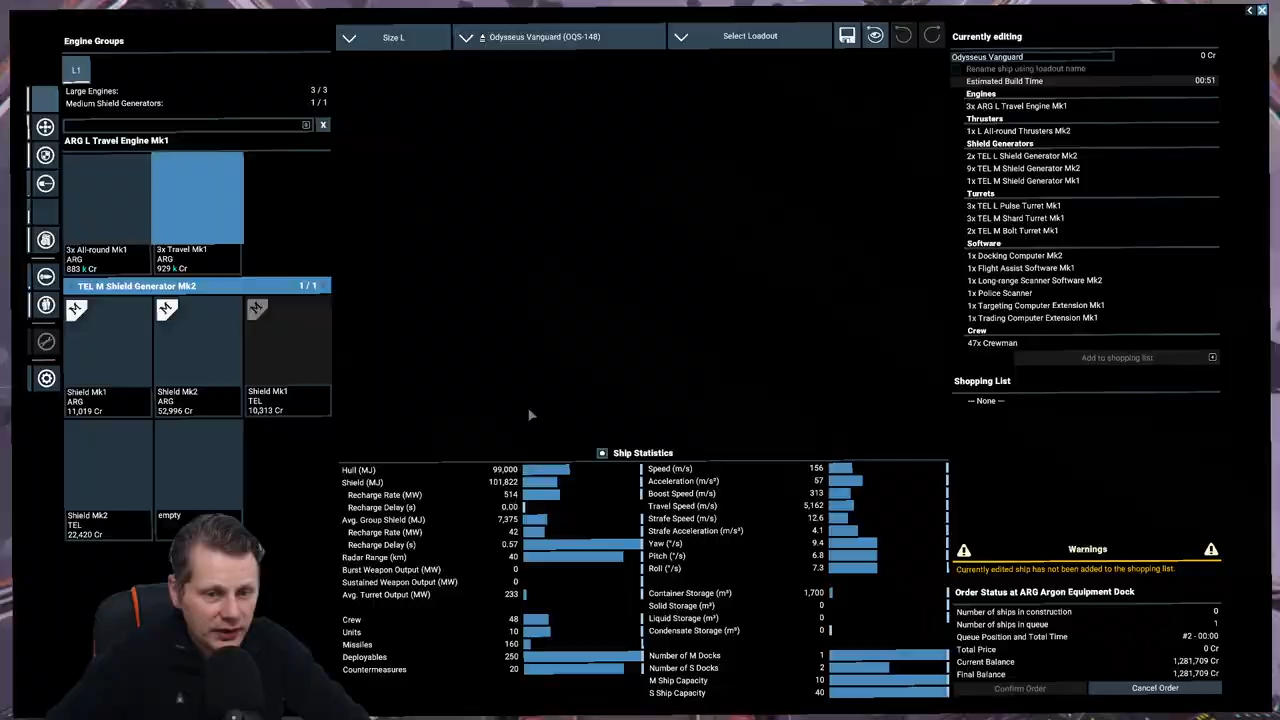 Engine Groups
L1
Large Engines: 3 / 3
Medium Shield Generators: 1 / 1
X
ARG L Travel Engine Mk1
3x All-round Mk1
ARG
883 k Cr
3x Travel Mk1
ARG
929 k Cr
TEL M Shield Generator Mk2 1 / 1
M
M
M
Shield Mk1
ARG
11,019 Cr
Shield Mk2
ARG
52,996 Cr
Shield Mk1
TEL
10,313 Cr
Shield Mk2
TEL
22,420 Cr
empty
Size L
Odysseus Vanguard (OQS-148)
Select Loadout
Ship Statistics
Hull (MJ) 99,000
Shield (MJ) 101,822
Recharge Rate (MW) 514
Recharge Delay (s) 0.00
Avg. Group Shield (MJ) 7,375
Recharge Rate (MW) 42
Recharge Delay (s) 0.57
Radar Range (km) 40
Burst Weapon Output (MW) 0
Sustained Weapon Output (MW) 0
Avg. Turret Output (MW) 233
Crew 48
Units 10
Missiles 160
Deployables 250
Countermeasures 20
Speed (m/s) 156
Acceleration (m/s²) 57
Boost Speed (m/s) 313
Travel Speed (m/s) 5,162
Strafe Speed (m/s) 12.6
Strafe Acceleration (m/s²) 4.1
Yaw (°/s) 9.4
Pitch (°/s) 6.8
Roll (°/s) 7.3
Container Storage (m³) 1,700
Solid Storage (m³) 0
Liquid Storage (m³) 0
Condensate Storage (m³) 0
Number of M Docks 1
Number of S Docks 2
M Ship Capacity 10
S Ship Capacity 40
Currently editing
Odysseus Vanguard 0 Cr
Rename ship using loadout name
Estimated Build Time 00:51
Engines
3x ARG L Travel Engine Mk1
Thrusters
1x L All-round Thrusters Mk2
Shield Generators
2x TEL L Shield Generator Mk2
9x TEL M Shield Generator Mk2
1x TEL M Shield Generator Mk1
Turrets
3x TEL L Pulse Turret Mk1
3x TEL M Shard Turret Mk1
2x TEL M Bolt Turret Mk1
Software
1x Docking Computer Mk2
1x Flight Assist Software Mk1
1x Long-range Scanner Software Mk2
1x Police Scanner
1x Targeting Computer Extension Mk1
1x Trading Computer Extension Mk1
Crew
47x Crewman
Add to shopping list
Shopping List
--- None ---
Warnings
Currently edited ship has not been added to the shopping list.
Order Status at ARG Argon Equipment Dock
Number of ships in construction 0
Number of ships in queue 1
Queue Position and Total Time #2 - 00:00
Total Price 0 Cr
Current Balance 1,281,709 Cr
Final Balance 1,281,709 Cr
Confirm Order
Cancel Order